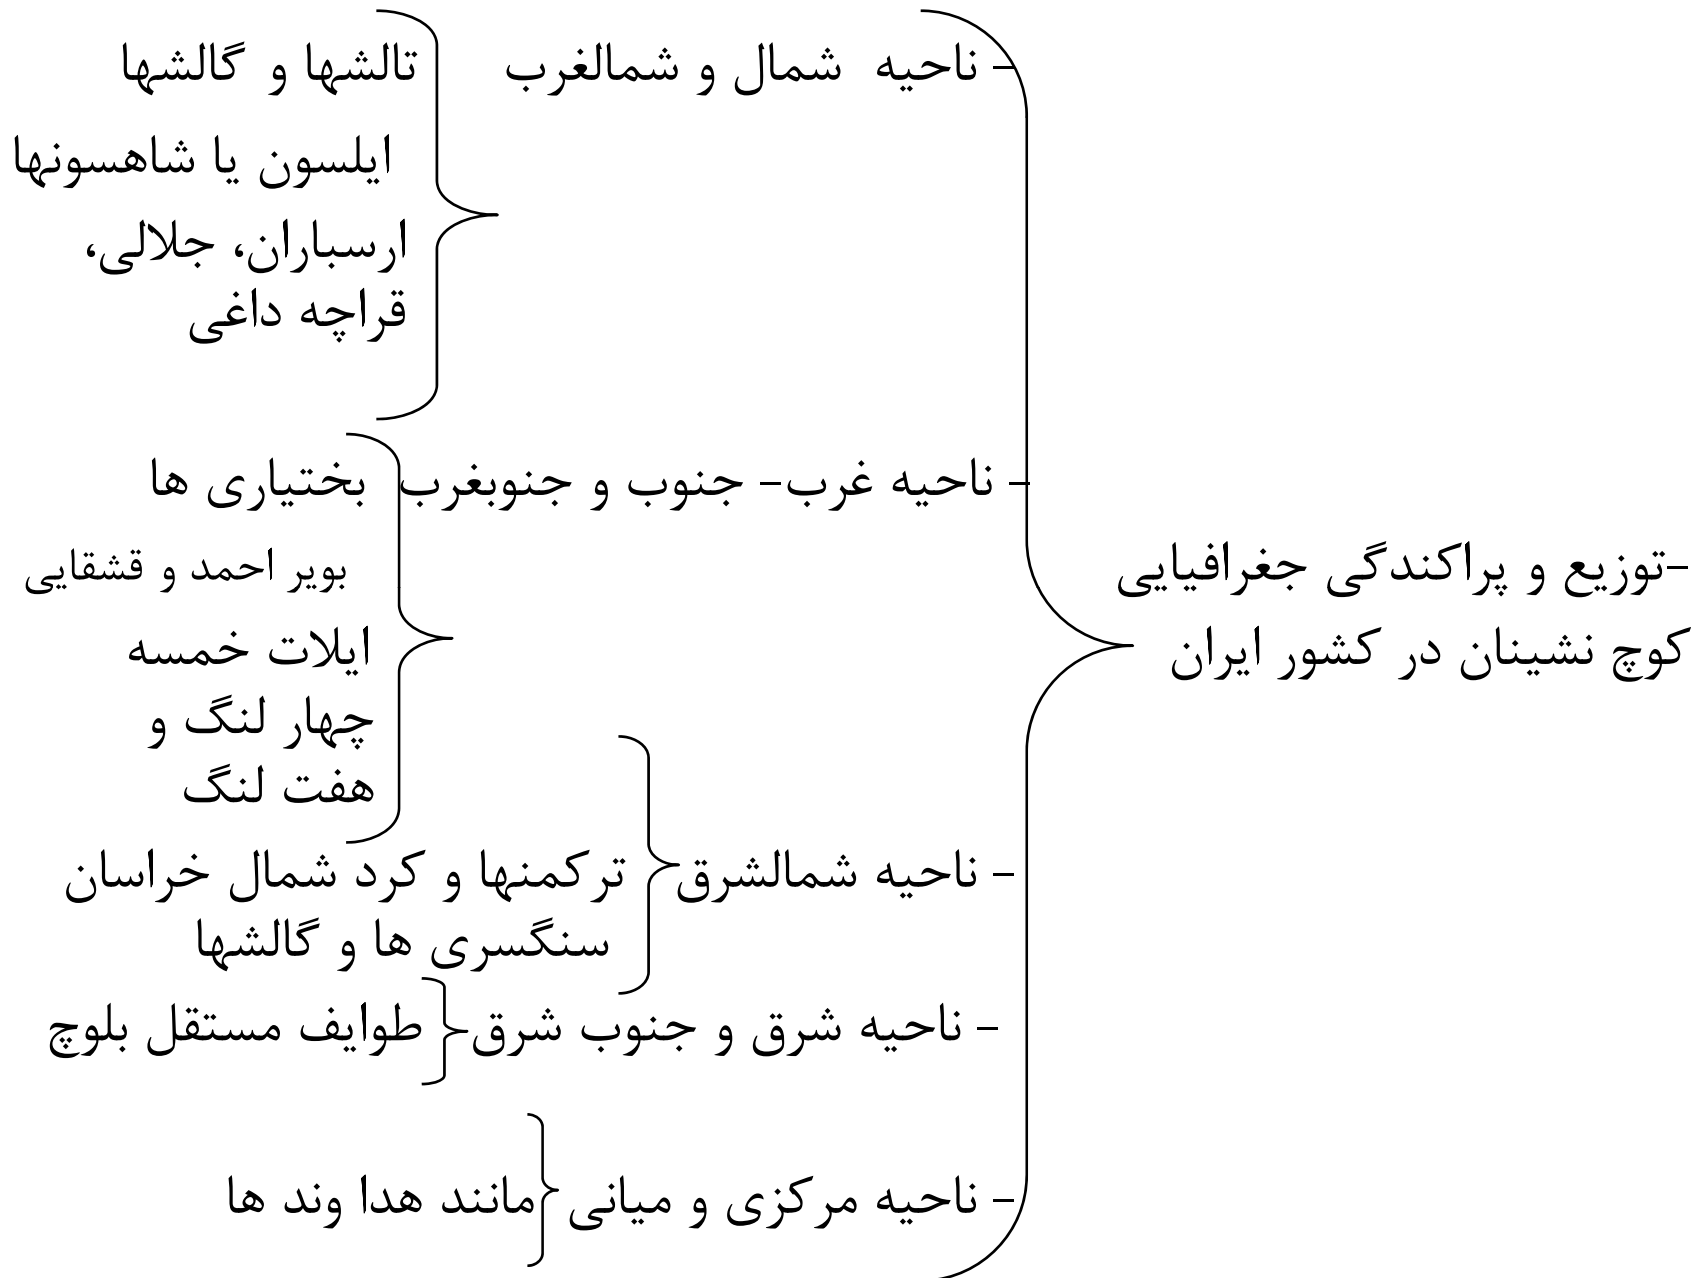 -توزیع و پراکندگی جغرافیایی
کوچ نشینان در کشور ایران
- ناحیه شمال و شمالغرب
تالشها و گالشها
ایلسون یا شاهسونها
ارسباران، جلالی،
قراچه داغی
- ناحیه غرب- جنوب و جنوبغرب
بختیاری ها
بویر احمد و قشقایی
ایلات خمسه
چهار لنگ و
هفت لنگ
- ناحیه شمالشرق
ترکمنها و کرد شمال خراسان
سنگسری ها و گالشها
- ناحیه شرق و جنوب شرق
طوایف مستقل بلوچ
- ناحیه مرکزی و میانی
مانند هدا وند ها